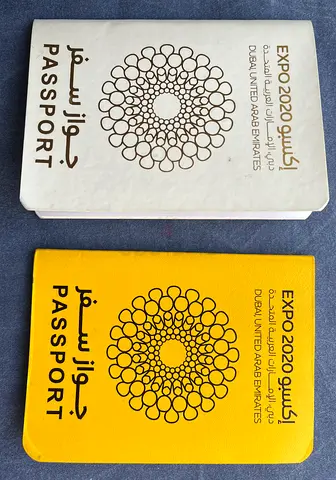 إكسبو EXPO 2020
دبي، الإمارات العربية المتحدة
DUBAI, UNITED ARAB EMIRATES
جواز سفر
PASSPORT
إكسبو EXPO 2020
دبي، الإمارات العربية المتحدة
DUBAI, UNITED ARAB EMIRATES
جواز سفر
PASSPORT